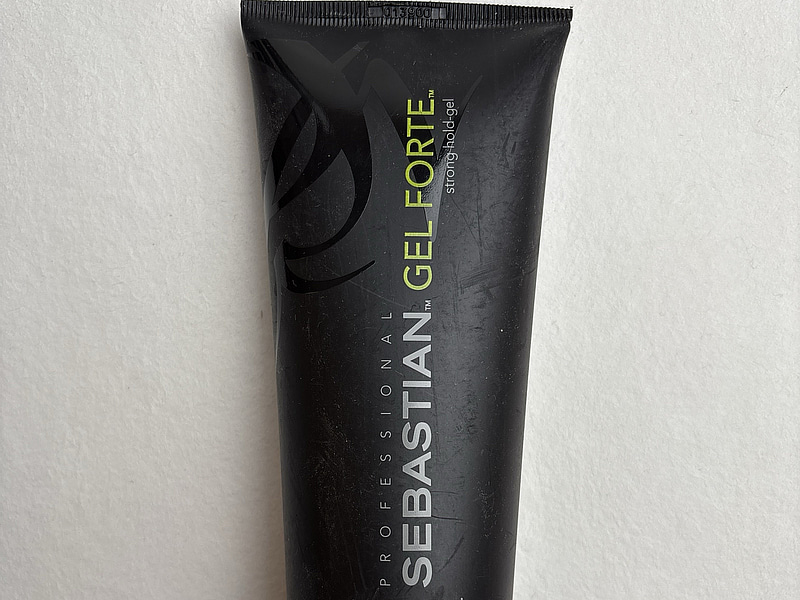 PROFESSIONAL
SEBASTIAN™ GEL FORTE™
strong hold-gel